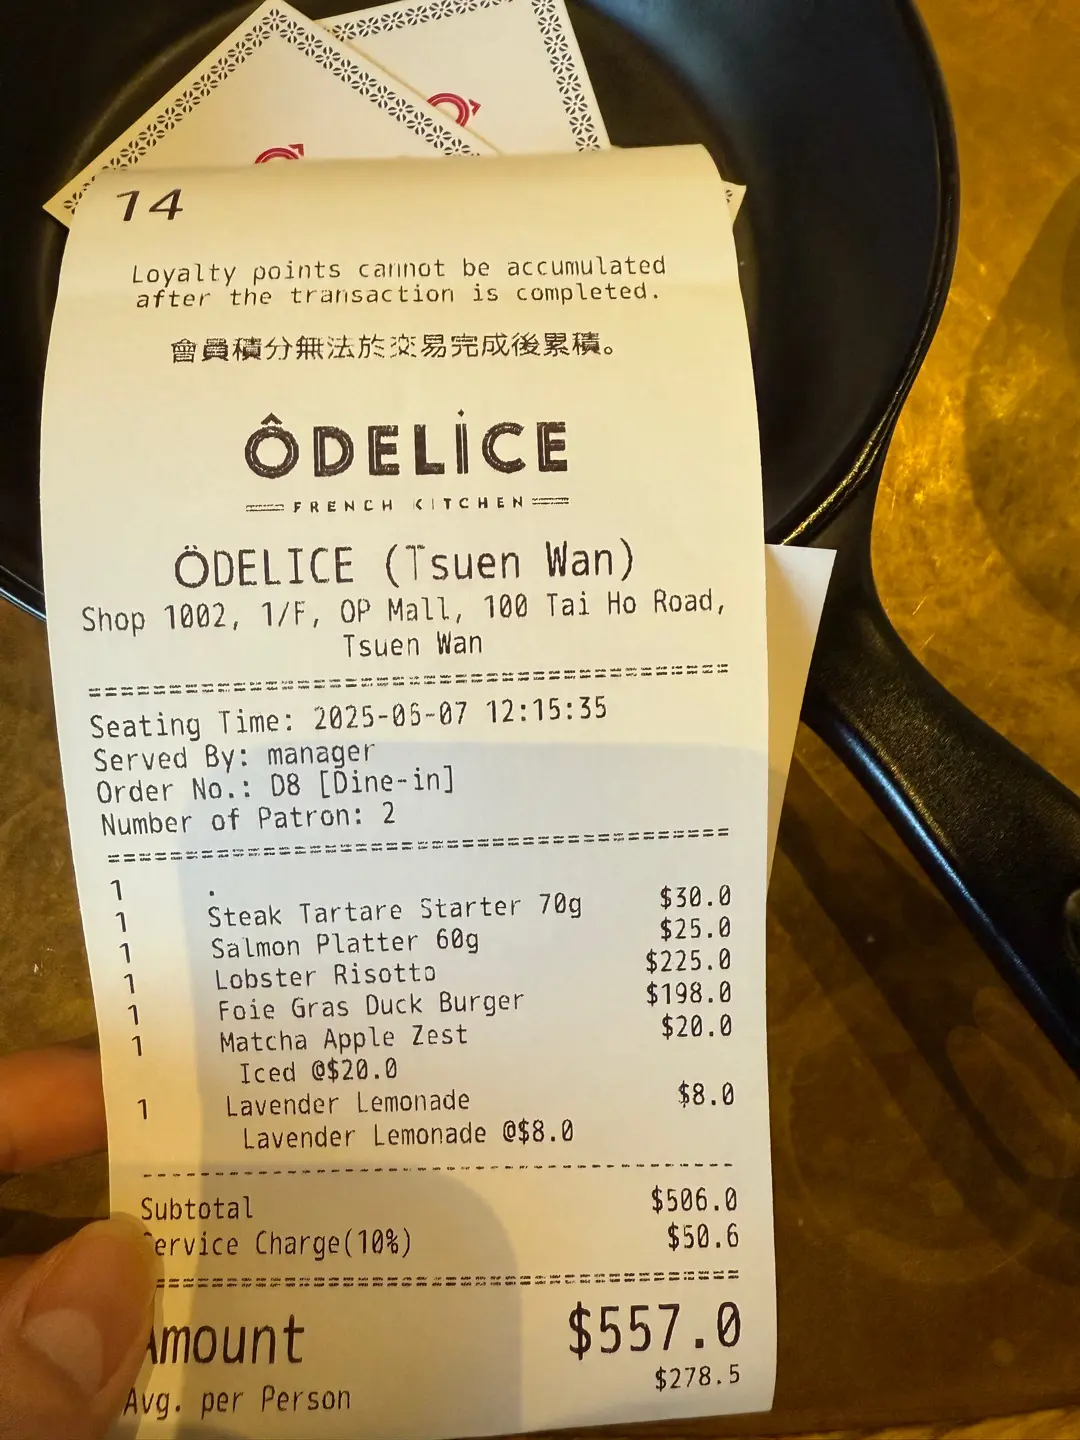 14
Loyalty points cannot be accumulated
after the transaction is completed.
會員積分無法於交易完成後累積。
ÔDELİCE
FRENCH KITCHEN
ÖDELICE (Tsuen Wan)
Shop 1002, 1/F, OP Mall, 100 Tai Ho Road,
Tsuen Wan
Seating Time: 2025-06-07 12:15:35
Served By: manager
Order No.: D8 [Dine-in]
Number of Patron: 2
1 .
1 Steak Tartare Starter 70g $30.0
1 Salmon Platter 60g $25.0
1 Lobster Risotto $225.0
1 Foie Gras Duck Burger $198.0
1 Matcha Apple Zest $20.0
Iced @$20.0
1 Lavender Lemonade $8.0
Lavender Lemonade @$8.0
Subtotal $506.0
Service Charge(10%) $50.6
Amount $557.0
Avg. per Person $278.5